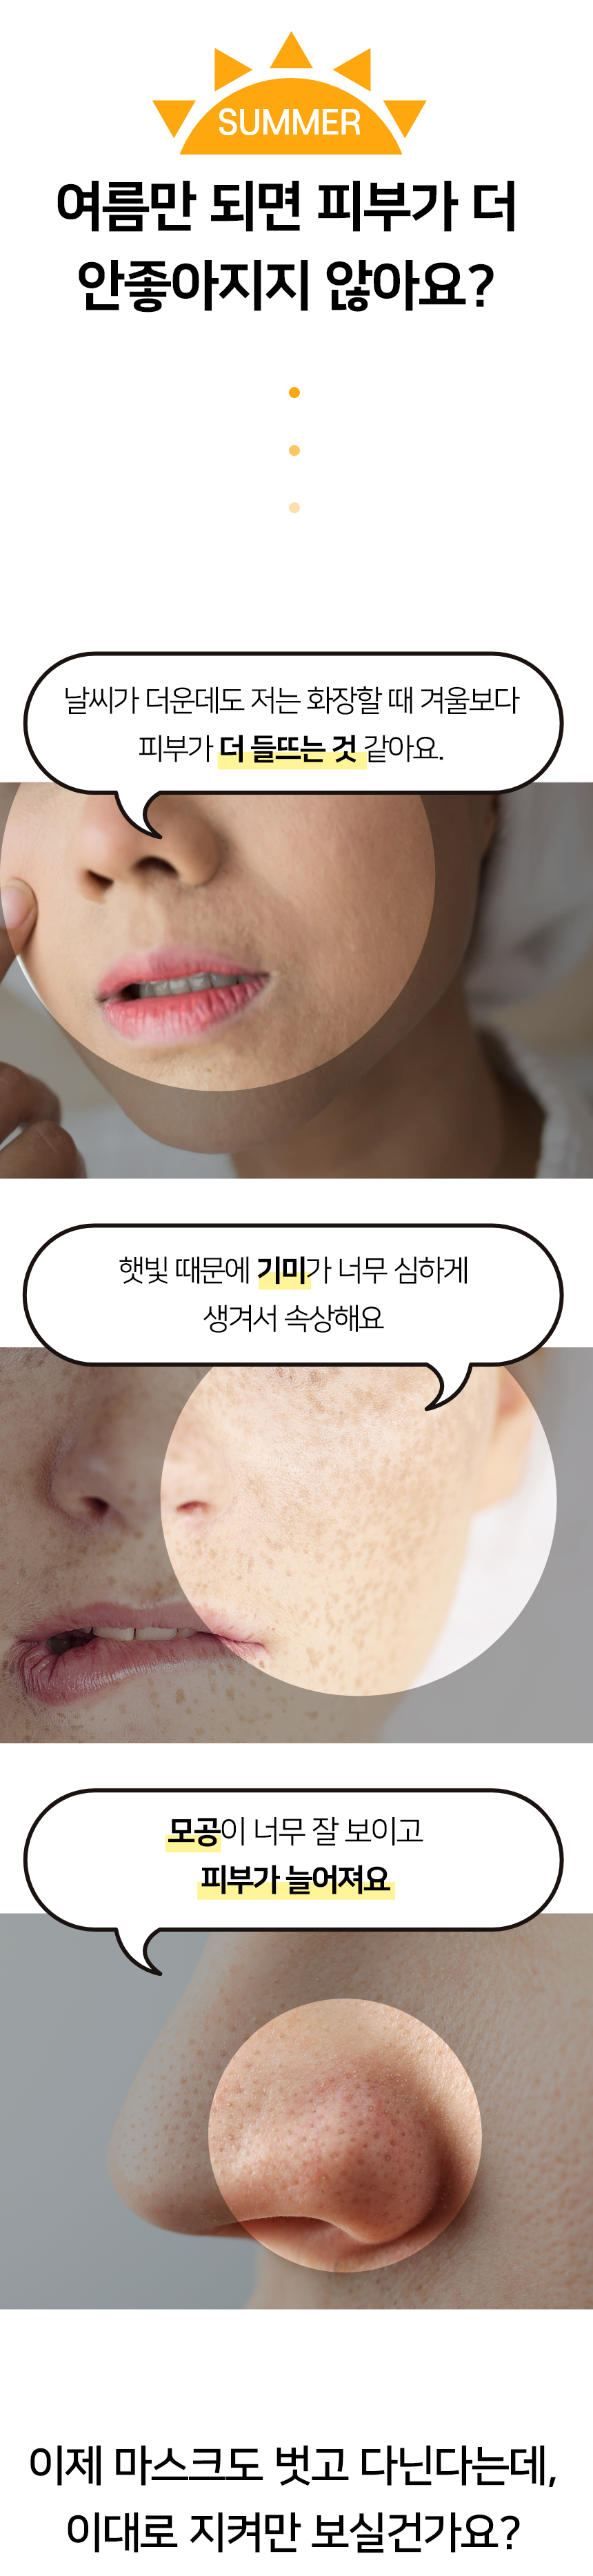 SUMMER
여름만 되면 피부가 더
안좋아지지 않아요?
날씨가 더운데도 저는 화장할 때 겨울보다
피부가 더 들뜨는 것 같아요.
햇빛 때문에 기미가 너무 심하게
생겨서 속상해요
모공이 너무 잘 보이고
피부가 늘어져요
이제 마스크도 벗고 다닌다는데,
이대로 지켜만 보실건가요?